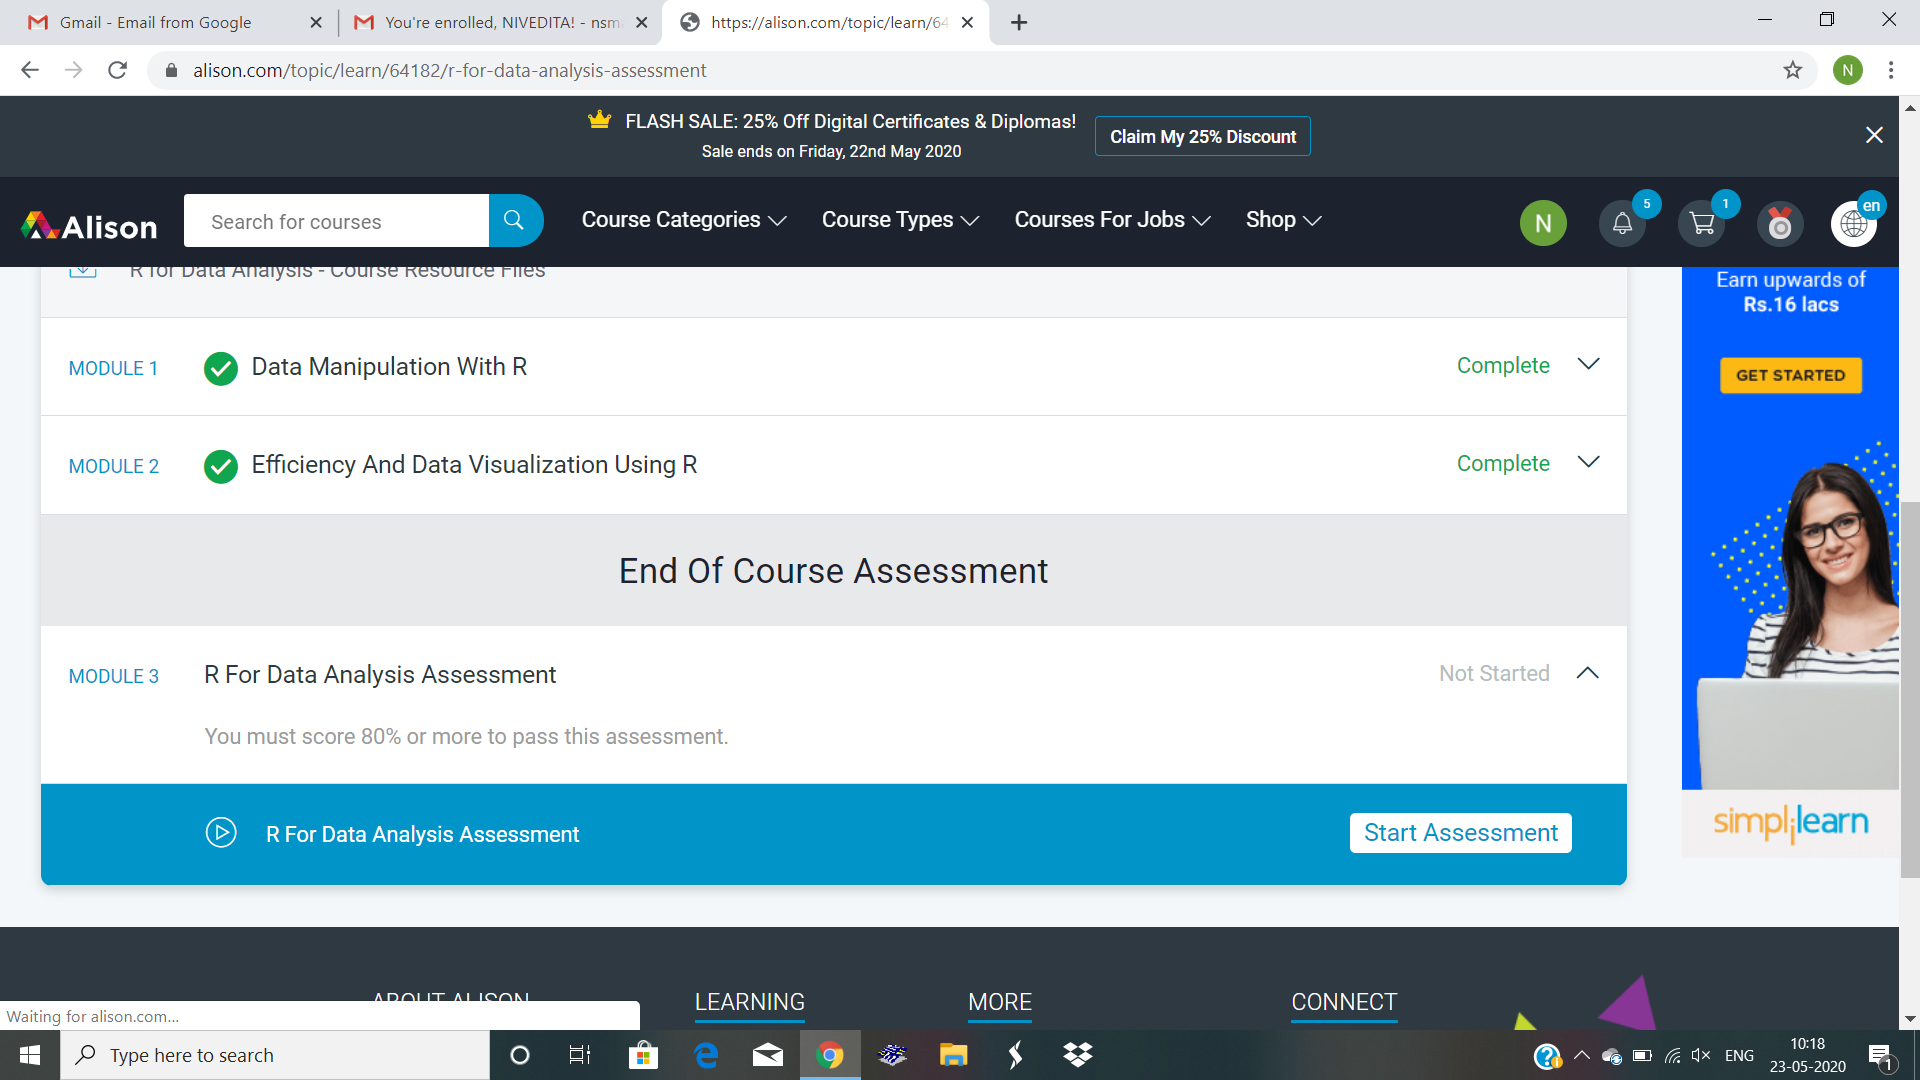 Gmail - Email from Google
You're enrolled, NIVEDITA! - nsm
https://alison.com/topic/learn/64
alison.com/topic/learn/64182/r-for-data-analysis-assessment
N
FLASH SALE: 25% Off Digital Certificates & Diplomas!
Sale ends on Friday, 22nd May 2020
Claim My 25% Discount
Alison
Search for courses
Course Categories
Course Types
Courses For Jobs
Shop
N
5
1
en
R for Data Analysis - Course Resource Files
MODULE 1
Data Manipulation With R
Complete
MODULE 2
Efficiency And Data Visualization Using R
Complete
End Of Course Assessment
MODULE 3
R For Data Analysis Assessment
Not Started
You must score 80% or more to pass this assessment.
R For Data Analysis Assessment
Start Assessment
Earn upwards of
Rs.16 lacs
GET STARTED
simplilearn
ABOUT ALISON
LEARNING
MORE
CONNECT
Waiting for alison.com...
Type here to search
ENG
10:18
23-05-2020
1